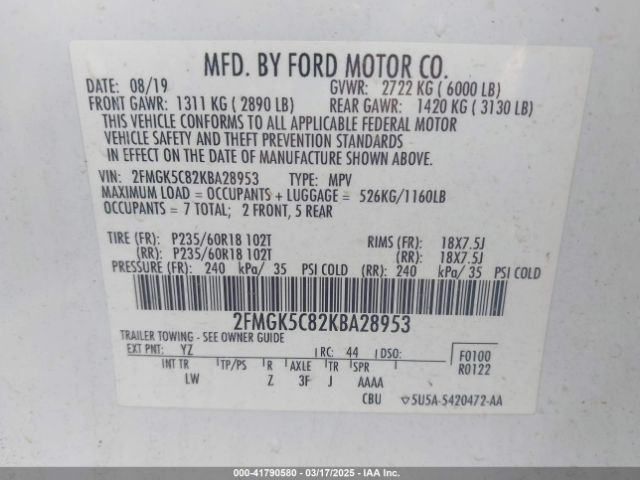 MFD. BY FORD MOTOR CO.
DATE: 08/19 GVWR: 2722 KG ( 6000 LB)
FRONT GAWR: 1311 KG ( 2890 LB) REAR GAWR: 1420 KG ( 3130 LB)
THIS VEHICLE CONFORMS TO ALL APPLICABLE FEDERAL MOTOR
VEHICLE SAFETY AND THEFT PREVENTION STANDARDS
IN EFFECT ON THE DATE OF MANUFACTURE SHOWN ABOVE.
VIN: 2FMGK5C82KBA28953 TYPE: MPV
MAXIMUM LOAD = OCCUPANTS + LUGGAGE = 526KG/1160LB
OCCUPANTS = 7 TOTAL; 2 FRONT, 5 REAR
TIRE (FR): P235/60R18 102T RIMS (FR): 18X7.5J
(RR): P235/60R18 102T (RR): 18X7.5J
PRESSURE (FR): 240 kPa/ 35 PSI COLD (RR): 240 kPa/ 35 PSI COLD
2FMGK5C82KBA28953
TRAILER TOWING - SEE OWNER GUIDE
EXT PNT: YZ RC: 44 DSO: F0100
INT TR TP/PS R AXLE TR SPR R0122
LW Z 3F J AAAA
CBU 5U5A-5420472-AA
000-41790580 - 03/17/2025 - IAA Inc.